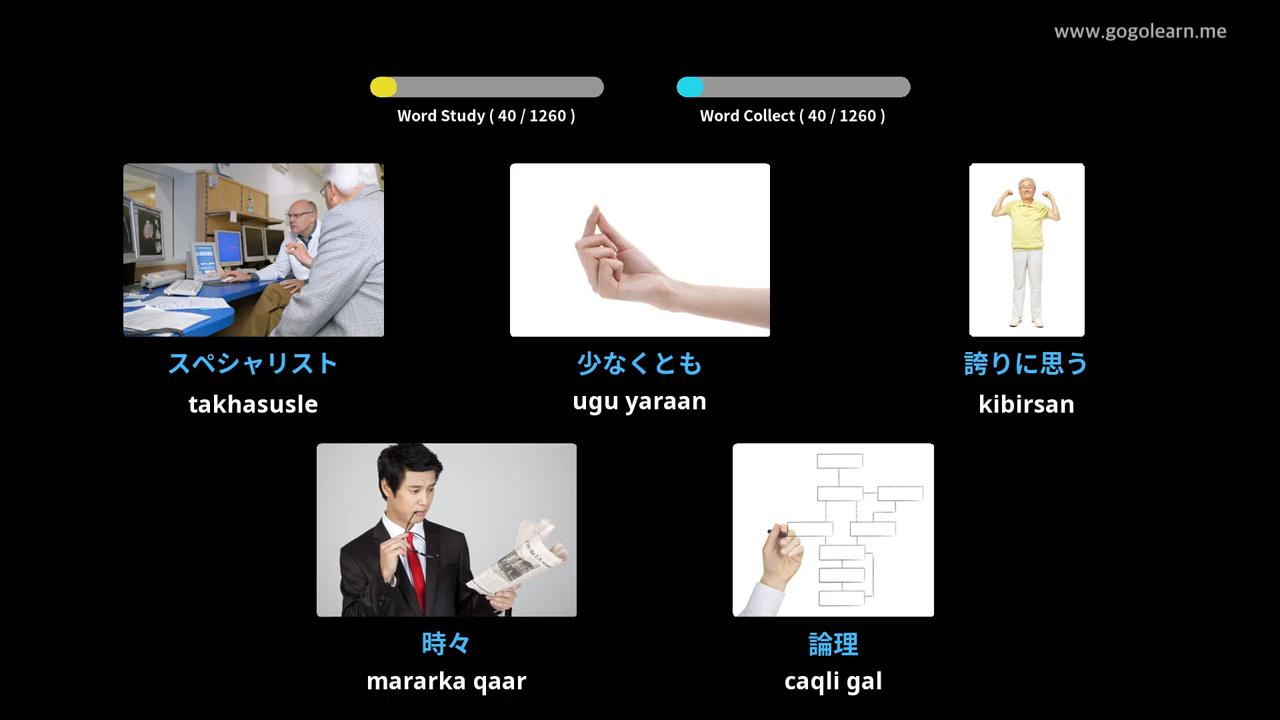 www.gogolearn.me
Word Study ( 40 / 1260 )
Word Collect ( 40 / 1260 )
スペシャリスト
takhasusle
少なくとも
ugu yaraan
誇りに思う
kibirsan
時々
mararka qaar
論理
caqli gal